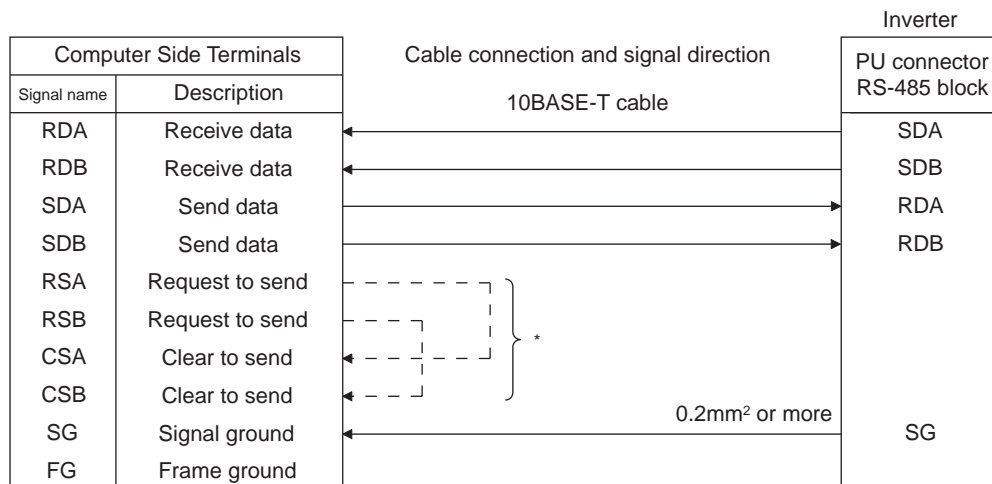 Inverter
Computer Side Terminals
Cable connection and signal direction
PU connector
RS-485 block
Signal name
Description
10BASE-T cable
RDA Receive data SDA
RDB Receive data SDB
SDA Send data RDA
SDB Send data RDB
RSA Request to send
RSB Request to send
*
CSA Clear to send
CSB Clear to send
0.2mm² or more
SG Signal ground SG
FG Frame ground